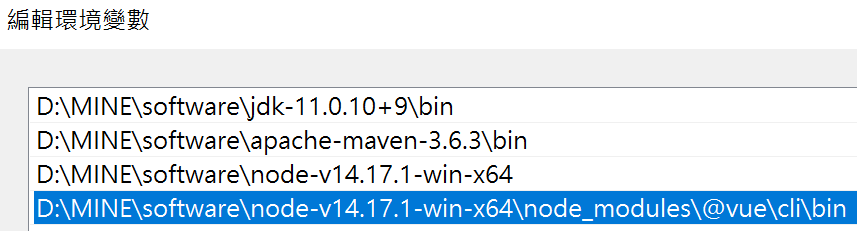 編輯環境變數
D:\MINE\software\jdk-11.0.10+9\bin
D:\MINE\software\apache-maven-3.6.3\bin
D:\MINE\software\node-v14.17.1-win-x64
D:\MINE\software\node-v14.17.1-win-x64\node_modules\@vue\cli\bin